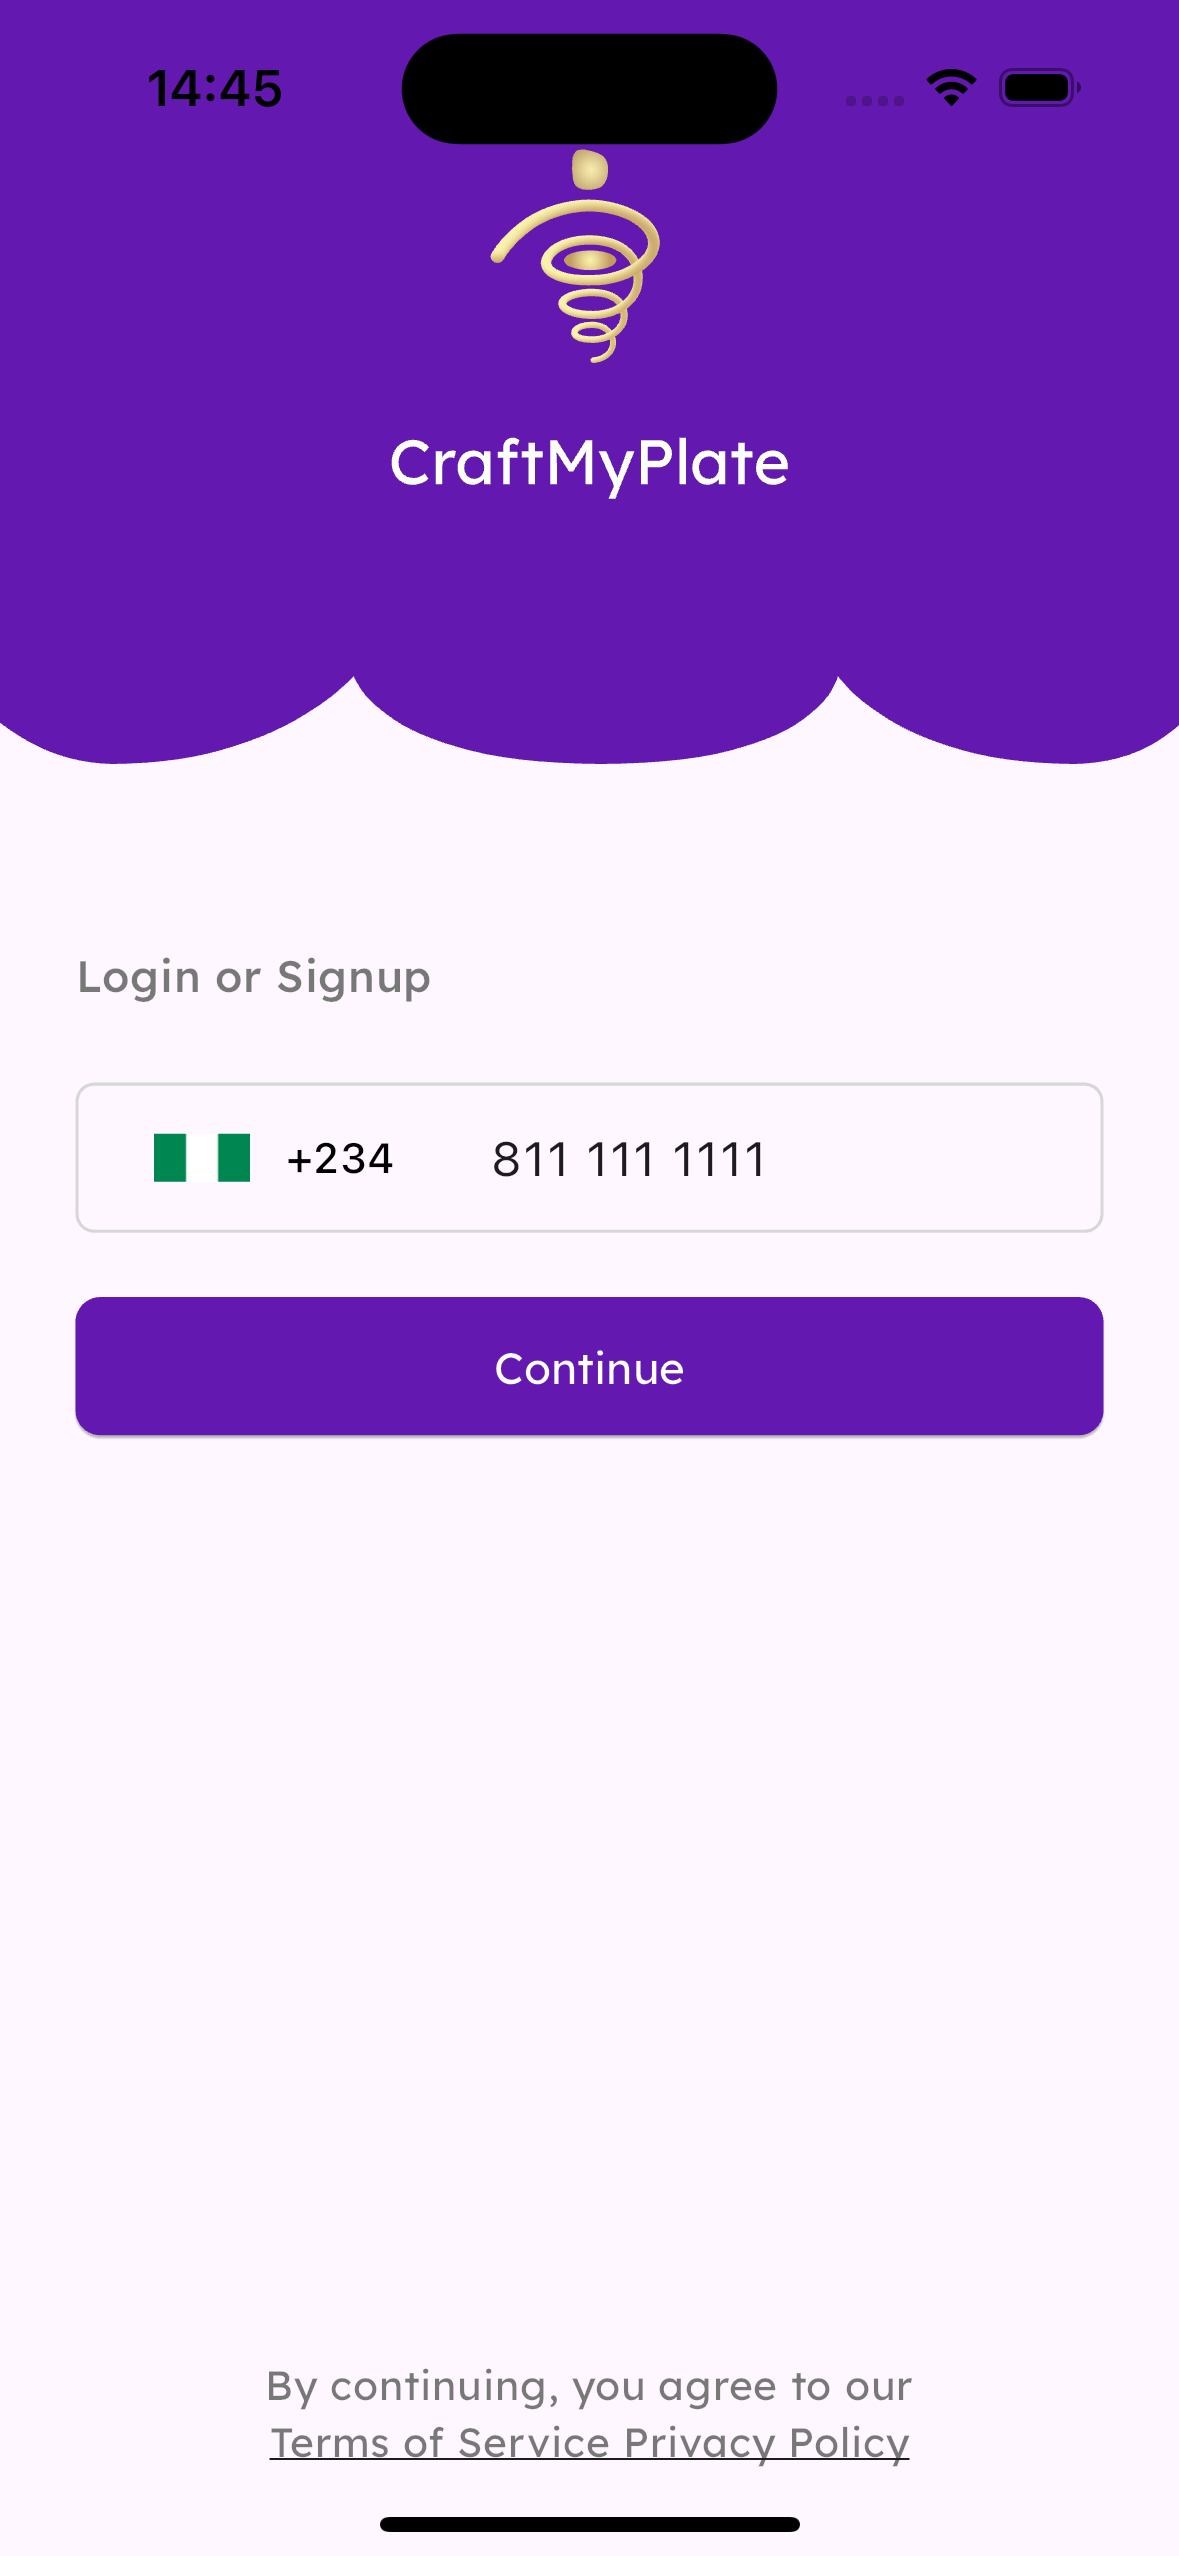 14:45
CraftMyPlate
Login or Signup
+234 811 111 1111
Continue
By continuing, you agree to our
Terms of Service Privacy Policy